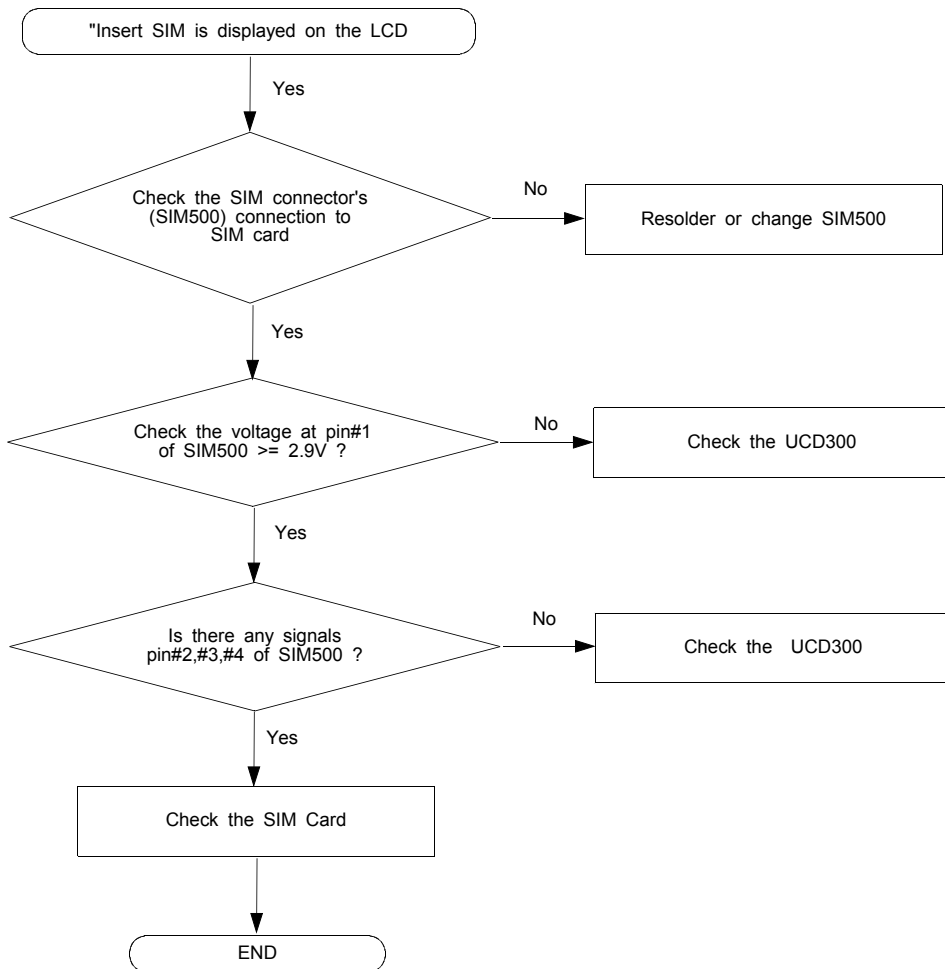 "Insert SIM is displayed on the LCD
Yes
Check the SIM connector's
(SIM500) connection to
SIM card
No
Resolder or change SIM500
Yes
Check the voltage at pin#1
of SIM500 >= 2.9V ?
No
Check the UCD300
Yes
Is there any signals
pin#2,#3,#4 of SIM500 ?
No
Check the UCD300
Yes
Check the SIM Card
END